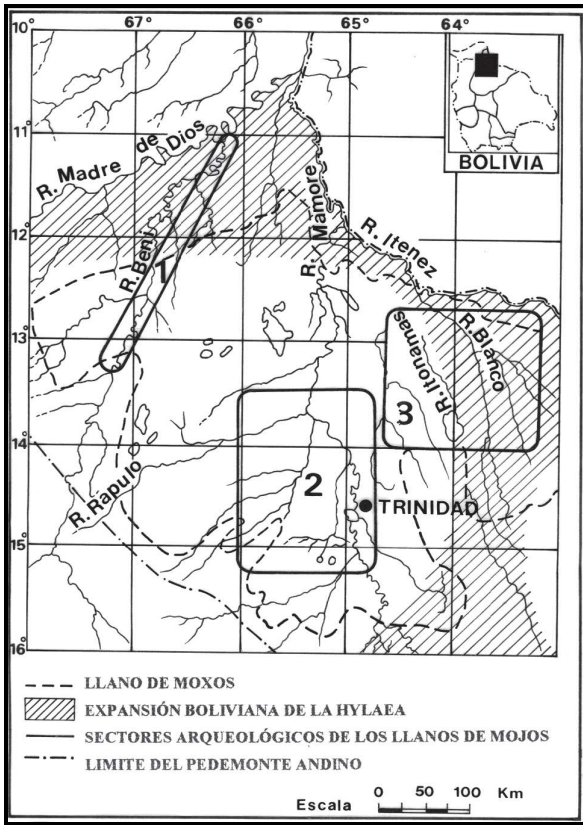 67° 66° 65° 64°
10°
11°
12°
13°
14°
15°
16°
BOLIVIA
R. Madre de Dios
R. Beni
R. Mamore
R. Itenez
R. Itonamas
R. Blanco
R. Rapulo
1
2
3
TRINIDAD
LLANO DE MOXOS
EXPANSIÓN BOLIVIANA DE LA HYLAEA
SECTORES ARQUEOLÓGICOS DE LOS LLANOS DE MOJOS
LIMITE DEL PEDEMONTE ANDINO
Escala 0 50 100 Km